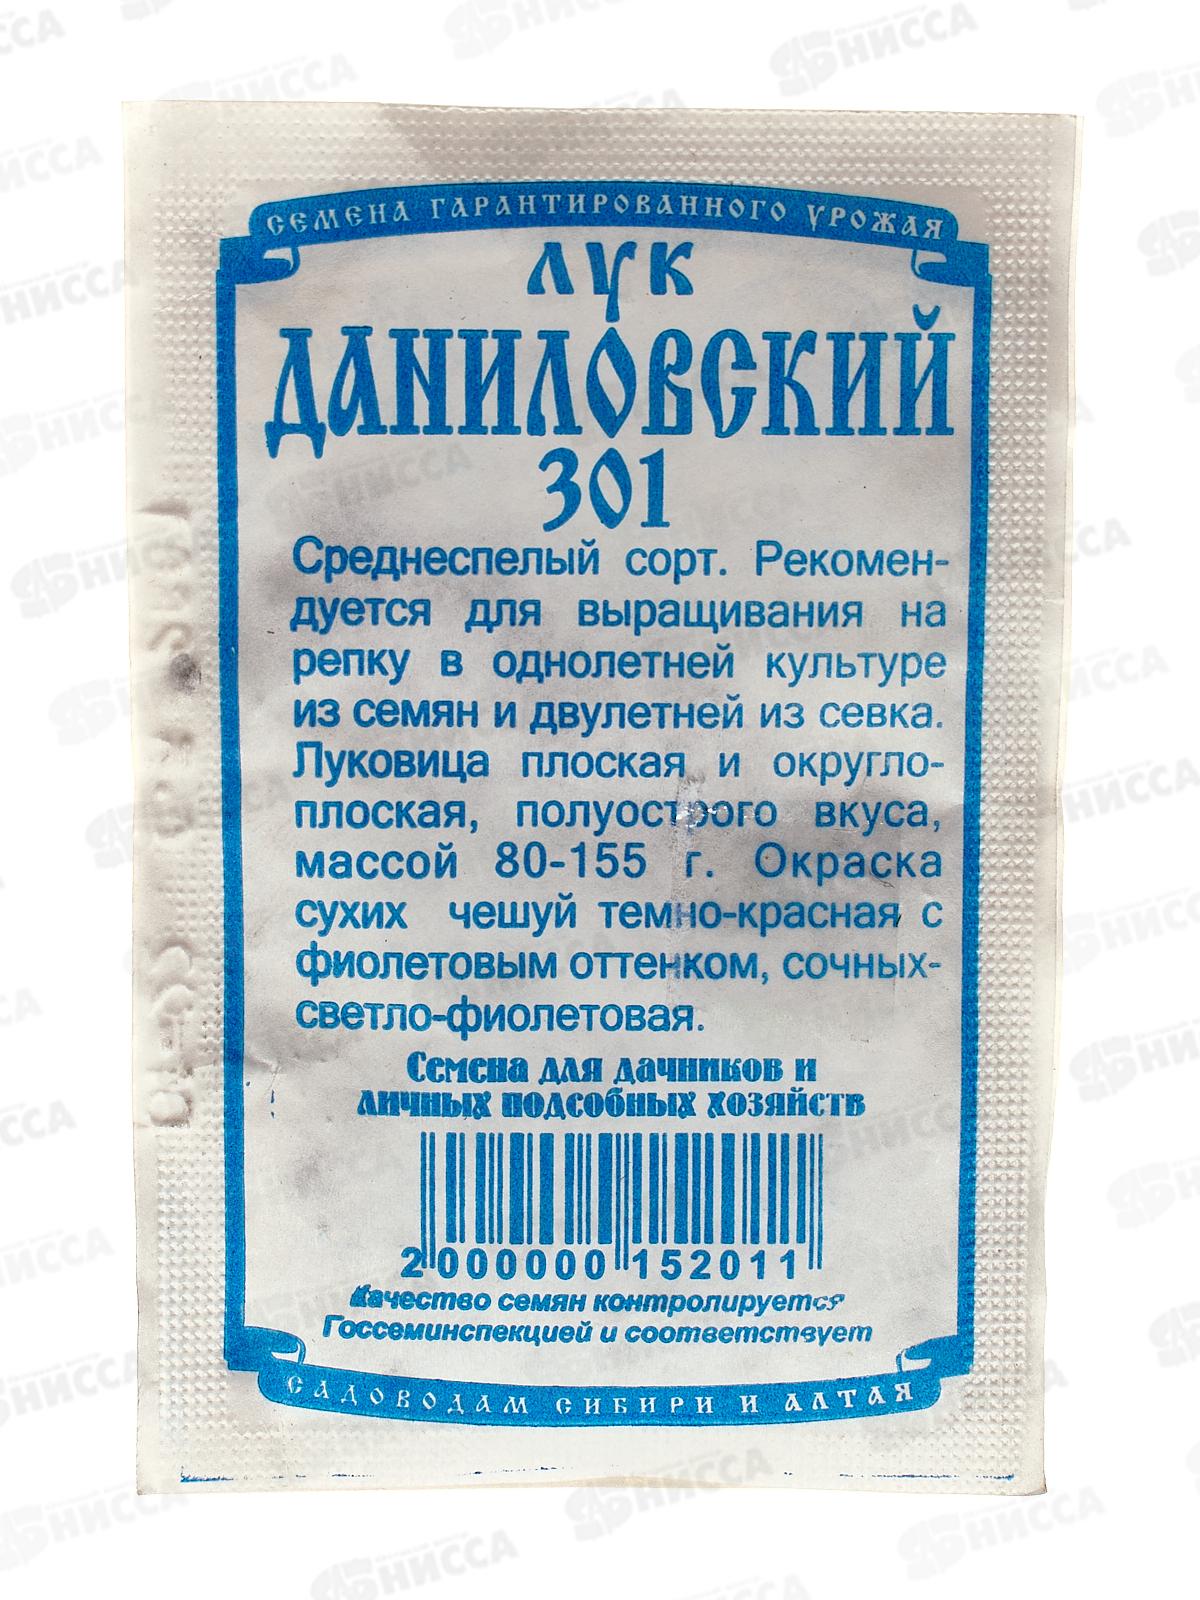 СЕМЕНА ГАРАНТИРОВАННОГО УРОЖАЯ
ЛУК
ДАНИЛОВСКИЙ
301
Среднеспелый сорт. Рекомен-
дуется для выращивания на
репку в однолетней культуре
из семян и двулетней из севка.
Луковица плоская и округло-
плоская, полуострого вкуса,
массой 80-155 г. Окраска
сухих чешуй темно-красная с
фиолетовым оттенком, сочных-
светло-фиолетовая.
Семена для дачников и
личных подсобных хозяйств
2 000000 152011
Качество семян контролируется
Госсеминспекцией и соответствует
САДОВОДАМ СИБИРИ И АЛТАЯ